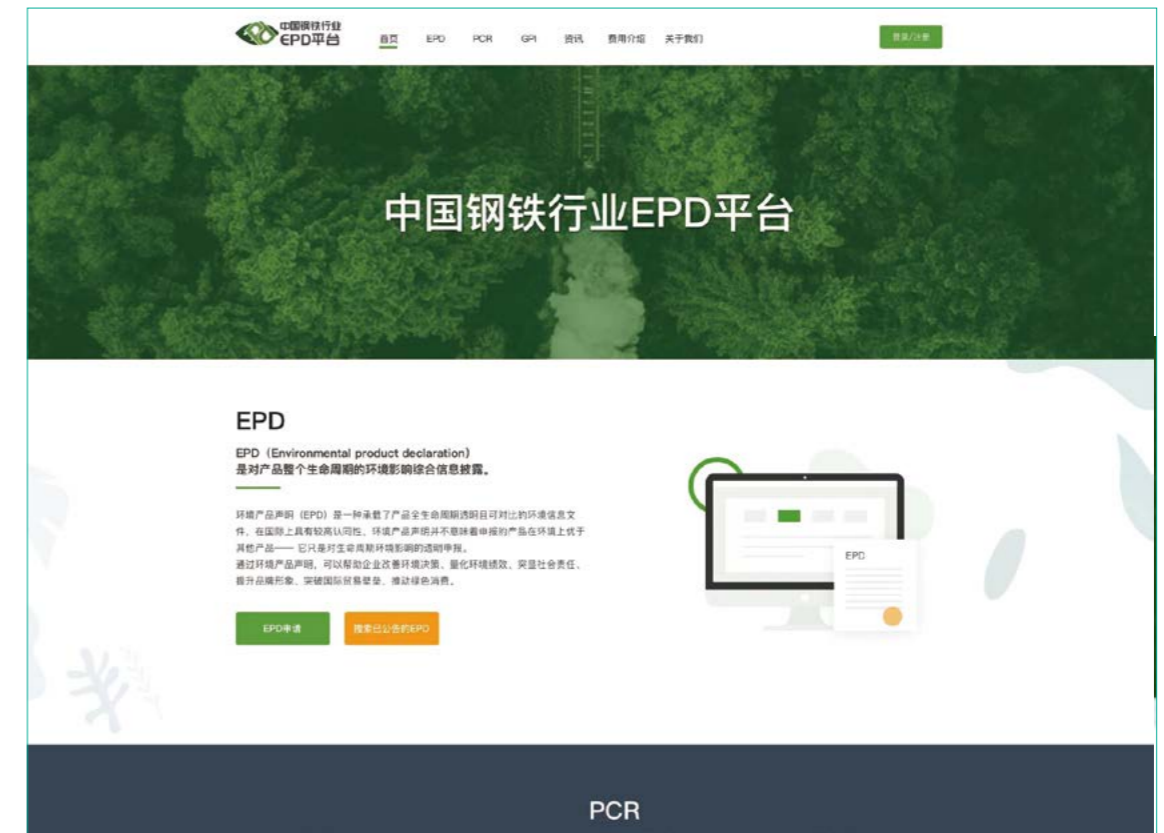 中国钢铁行业
EPD平台
首页 EPD PCR GPI 资讯 费用介绍 关于我们
登录/注册
中国钢铁行业EPD平台
EPD
EPD（Environmental product declaration）
是对产品整个生命周期的环境影响综合信息披露。
环境产品声明（EPD）是一种承载了产品全生命周期透明且可对比的环境信息文
件，在国际上具有较高认同性。环境产品声明并不意味着申报的产品在环境上优于
其他产品—— 它只是对生命周期环境影响的透明申报。
通过环境产品声明，可以帮助企业改善环境决策、量化环境绩效、突显社会责任、
提升品牌形象、突破国际贸易壁垒、推动绿色消费。
EPD申请
搜索已公告的EPD
EPD
PCR